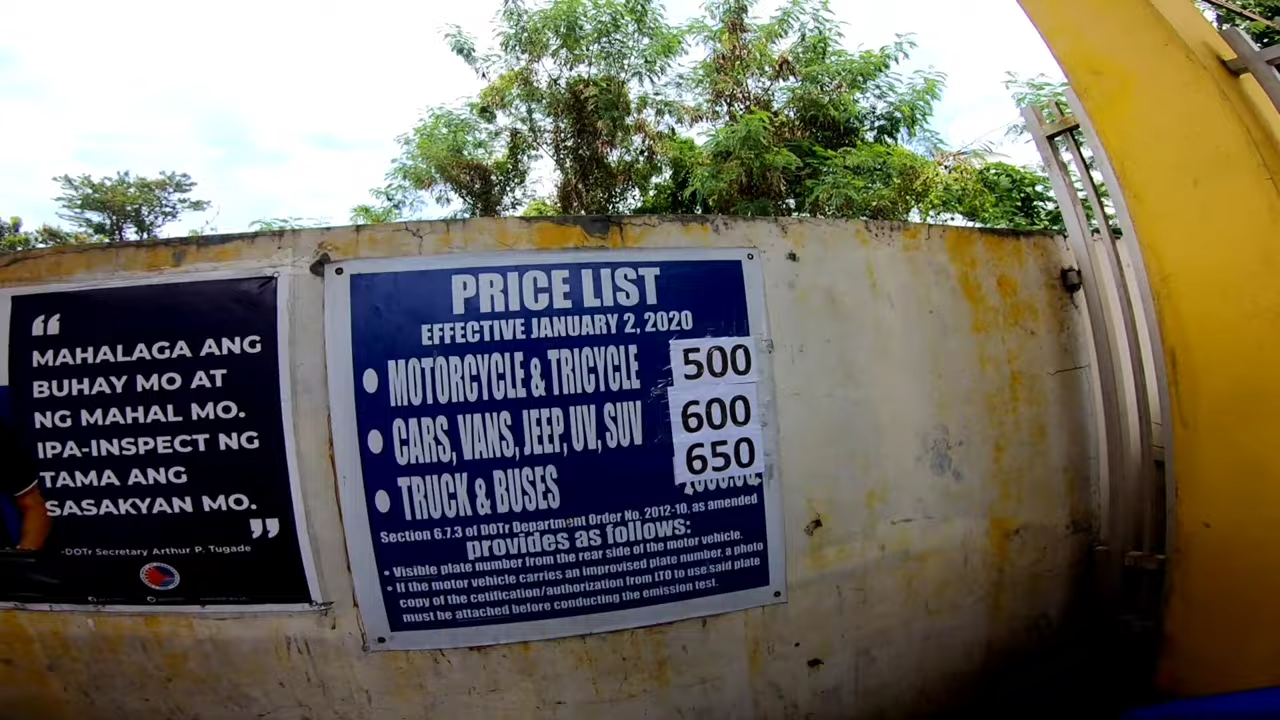 “
MAHALAGA ANG
BUHAY MO AT
NG MAHAL MO.
IPA-INSPECT NG
TAMA ANG
SASAKYAN MO.
”
-DOTr Secretary Arthur P. Tugade
PRICE LIST
EFFECTIVE JANUARY 2, 2020
• MOTORCYCLE & TRICYCLE 500
• CARS, VANS, JEEP, UV, SUV 600
• TRUCK & BUSES 650
Section 6.7.3 of DOTr Department Order No. 2012-10, as amended
provides as follows:
• Visible plate number from the rear side of the motor vehicle.
• If the motor vehicle carries an improvised plate number, a photo
copy of the cetification/authorization from LTO to use said plate
must be attached before conducting the emission test.